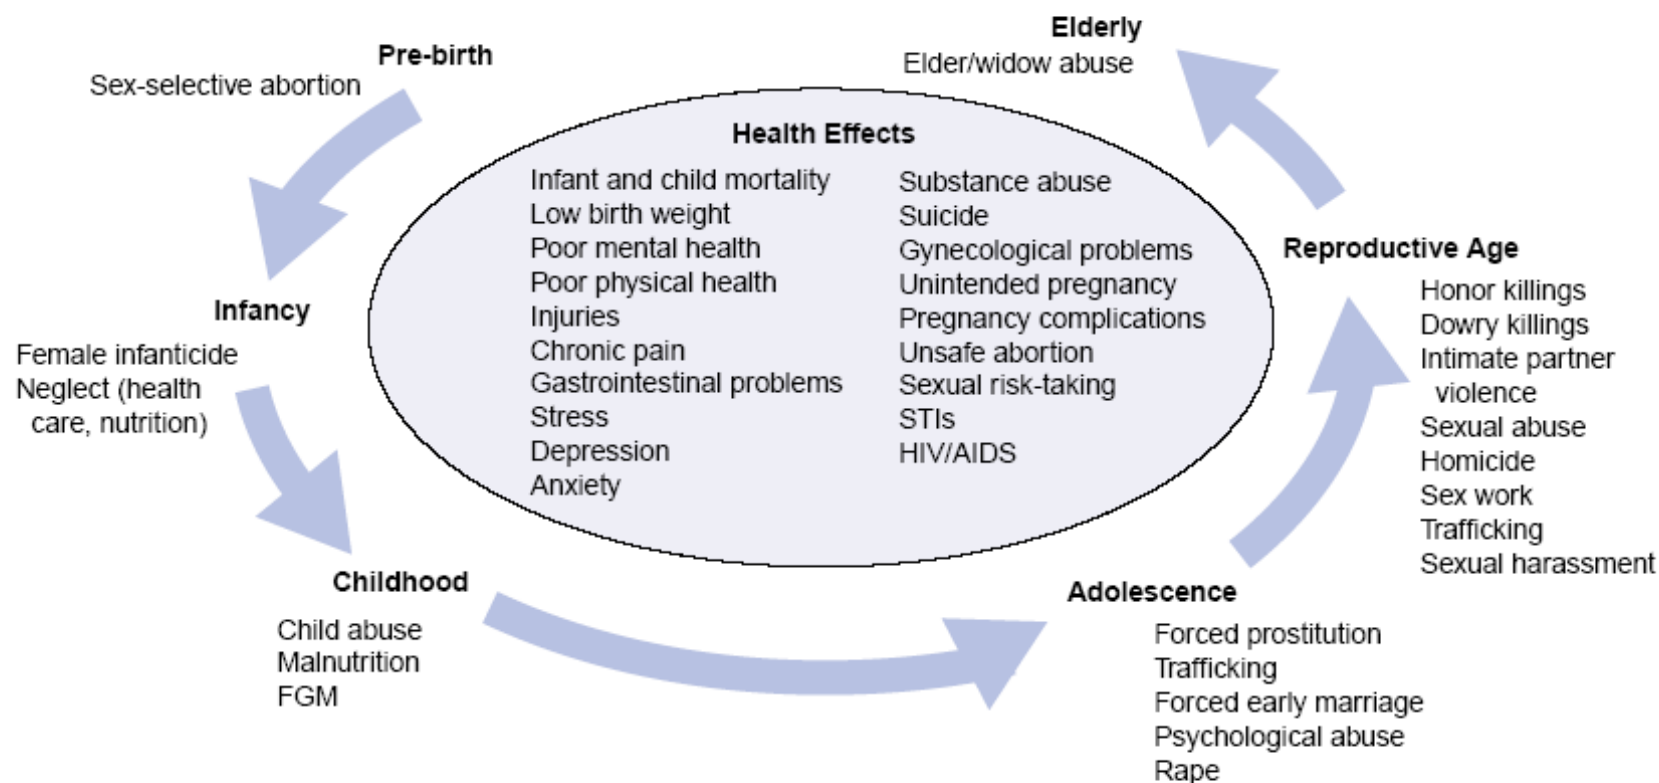 Pre-birth
Sex-selective abortion
Elderly
Elder/widow abuse
Health Effects
Infant and child mortality
Low birth weight
Poor mental health
Poor physical health
Injuries
Chronic pain
Gastrointestinal problems
Stress
Depression
Anxiety
Substance abuse
Suicide
Gynecological problems
Unintended pregnancy
Pregnancy complications
Unsafe abortion
Sexual risk-taking
STIs
HIV/AIDS
Infancy
Female infanticide
Neglect (health
care, nutrition)
Childhood
Child abuse
Malnutrition
FGM
Adolescence
Forced prostitution
Trafficking
Forced early marriage
Psychological abuse
Rape
Reproductive Age
Honor killings
Dowry killings
Intimate partner
violence
Sexual abuse
Homicide
Sex work
Trafficking
Sexual harassment